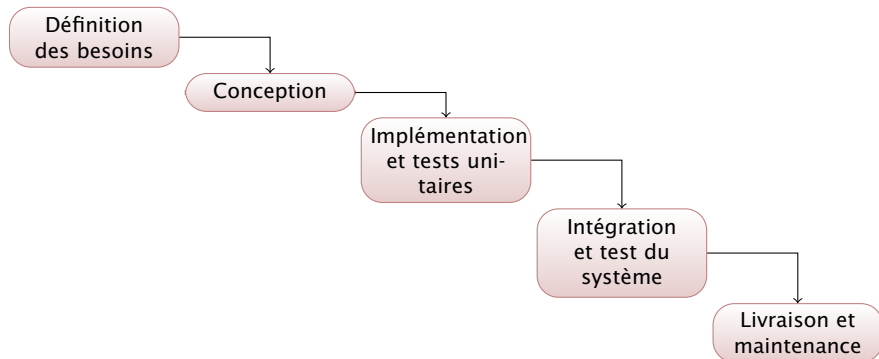 Définition
des besoins
Conception
Implémentation
et tests uni-
taires
Intégration
et test du
système
Livraison et
maintenance